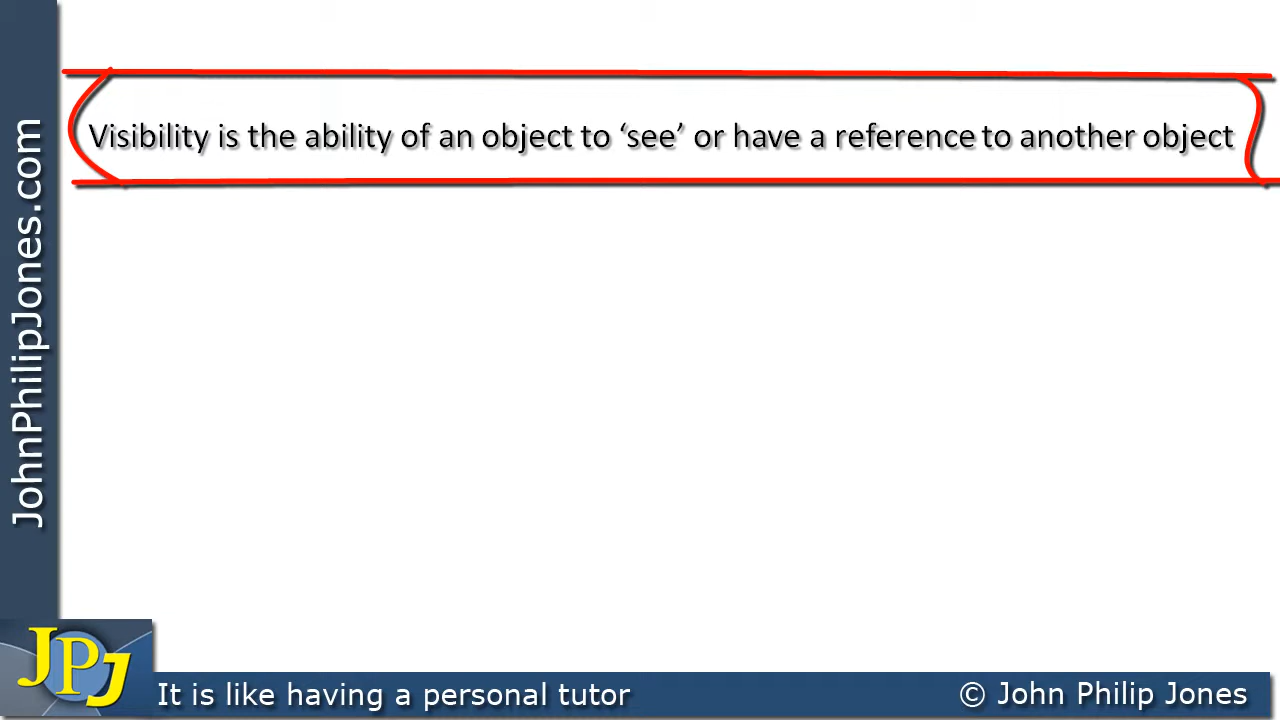 Visibility is the ability of an object to ‘see’ or have a reference to another object
JohnPhilipJones.com
JPJ
It is like having a personal tutor
© John Philip Jones